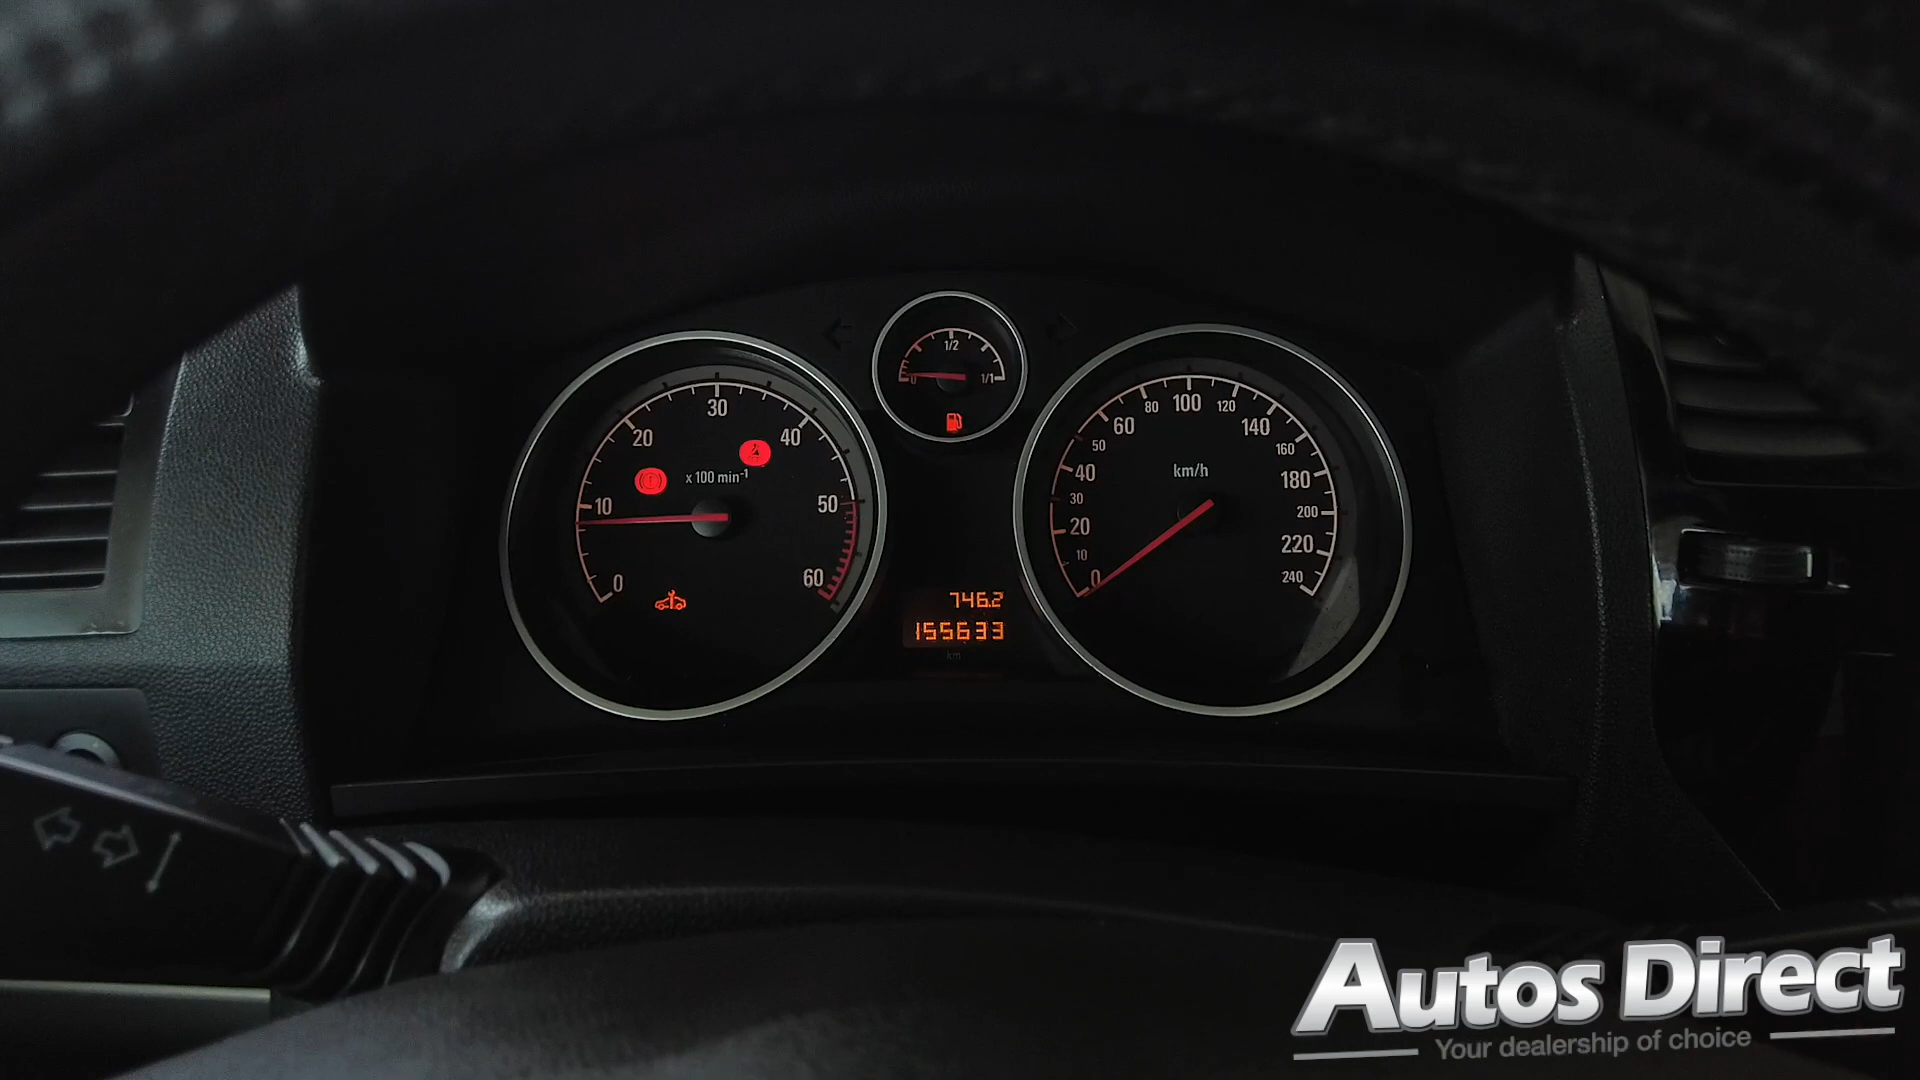 0 1/2 1/1
0 10 20 30 40 50 60
x 100 min-1
0 10 20 30 40 50 60 80 100 120 140 160 180 200 220 240
km/h
746.2
155633
km
Autos Direct
Your dealership of choice